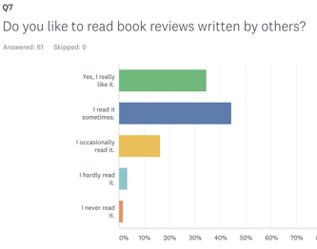 Q7
Do you like to read book reviews written by others?
Answered: 61 Skipped: 0
Yes, I really
like it.
I read it
sometimes.
I occasionally
read it.
I hardly read
it.
I never read
it.
0% 10% 20% 30% 40% 50% 60% 70%